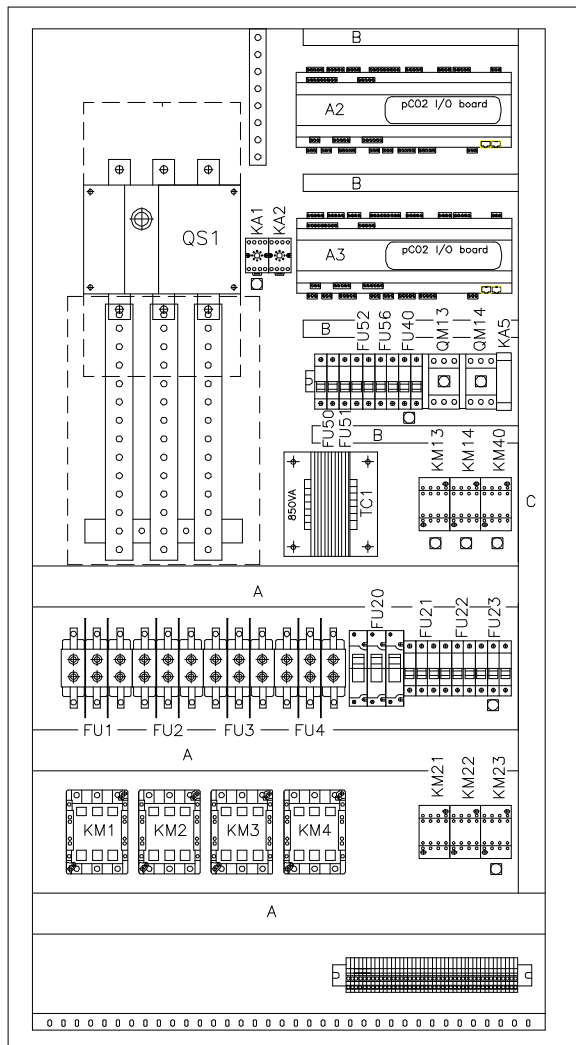 B
A2
pCO2 I/O board
B
QS1
KA1
KA2
A3
pCO2 I/O board
B
FU52
FU56
FU40
QM13
QM14
KA5
FU50
FU51
B
KM13
KM14
KM40
850VA
TC1
C
A
FU20
FU21
FU22
FU23
FU1
FU2
FU3
FU4
A
KM21
KM22
KM23
KM1
KM2
KM3
KM4
A